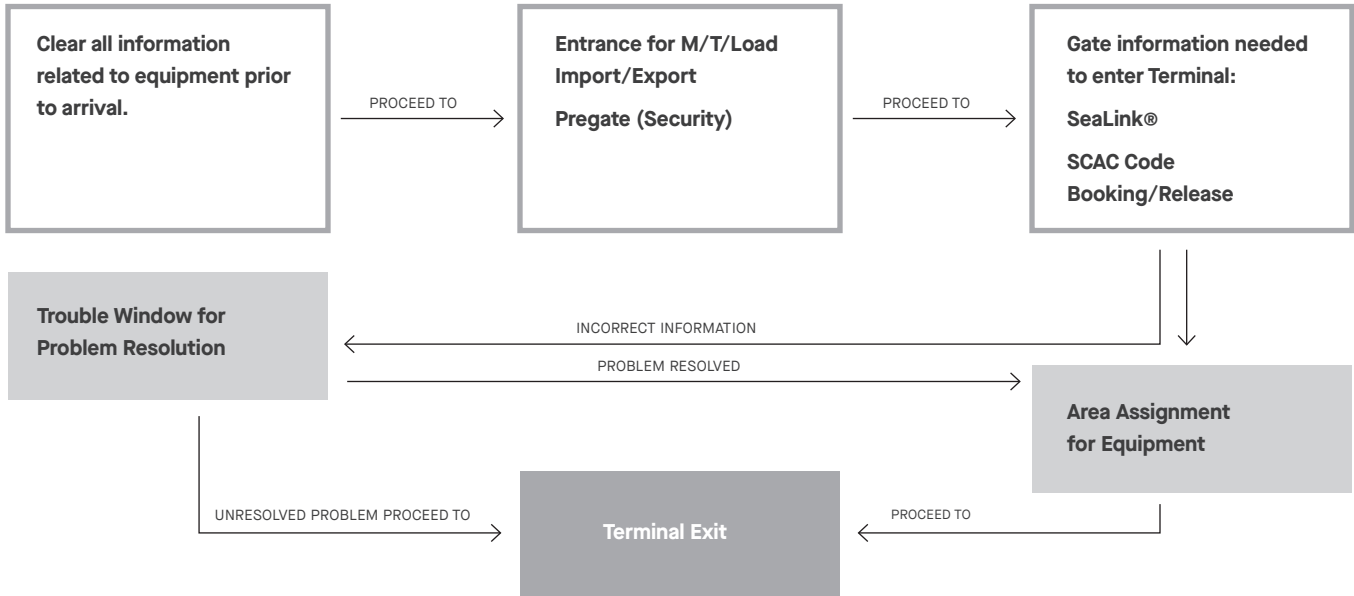 Clear all information
related to equipment prior
to arrival.
PROCEED TO
Entrance for M/T/Load
Import/Export
Pregate (Security)
PROCEED TO
Gate information needed
to enter Terminal:
SeaLink®
SCAC Code
Booking/Release
Trouble Window for
Problem Resolution
INCORRECT INFORMATION
PROBLEM RESOLVED
Area Assignment
for Equipment
UNRESOLVED PROBLEM PROCEED TO
Terminal Exit
PROCEED TO